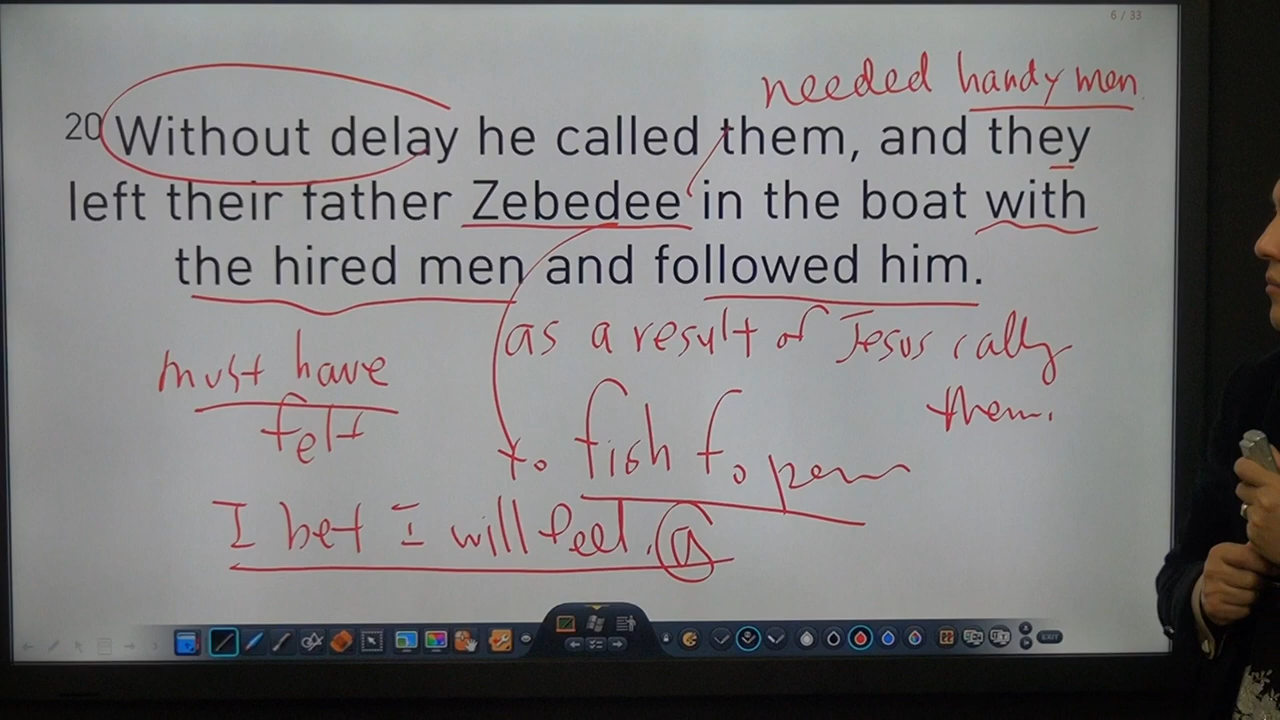 6 / 33
needed handy men.
20 Without delay he called them, and they
left their father Zebedee in the boat with
the hired men and followed him.
as a result of Jesus
must have
them.
felt
to fish
I bet I will feel. a
EXIT